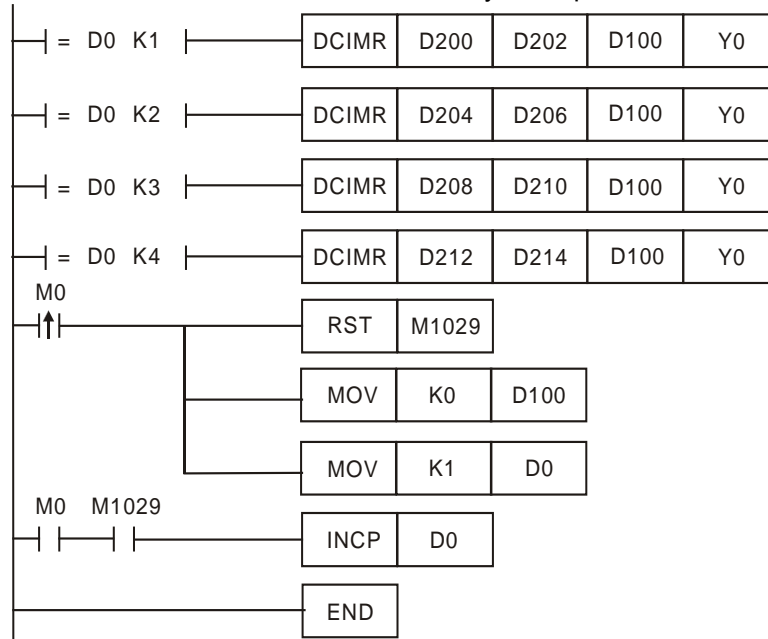 = D0 K1 DCIMR D200 D202 D100 Y0
= D0 K2 DCIMR D204 D206 D100 Y0
= D0 K3 DCIMR D208 D210 D100 Y0
= D0 K4 DCIMR D212 D214 D100 Y0
M0
RST M1029
MOV K0 D100
MOV K1 D0
M0 M1029
INCP D0
END